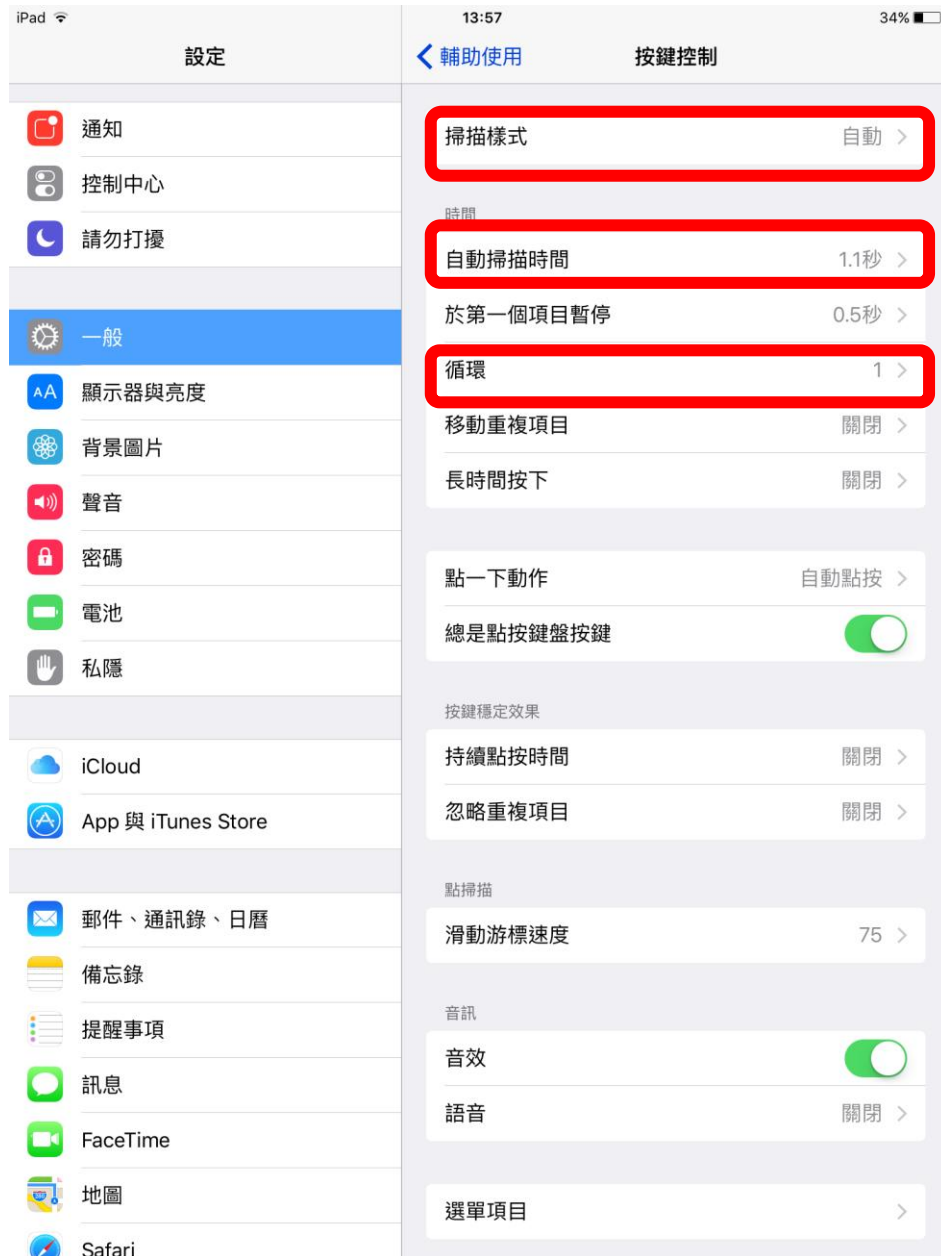 iPad 13:57 34%
設定
輔助使用 按鍵控制
通知
控制中心
請勿打擾
一般
AA 顯示器與亮度
背景圖片
聲音
密碼
電池
私隱
iCloud
App 與 iTunes Store
郵件、通訊錄、日曆
備忘錄
提醒事項
訊息
FaceTime
地圖
Safari
掃描樣式 自動
時間
自動掃描時間 1.1秒
於第一個項目暫停 0.5秒
循環 1
移動重複項目 關閉
長時間按下 關閉
點一下動作 自動點按
總是點按鍵盤按鍵
按鍵穩定效果
持續點按時間 關閉
忽略重複項目 關閉
點掃描
滑動游標速度 75
音訊
音效
語音 關閉
選單項目